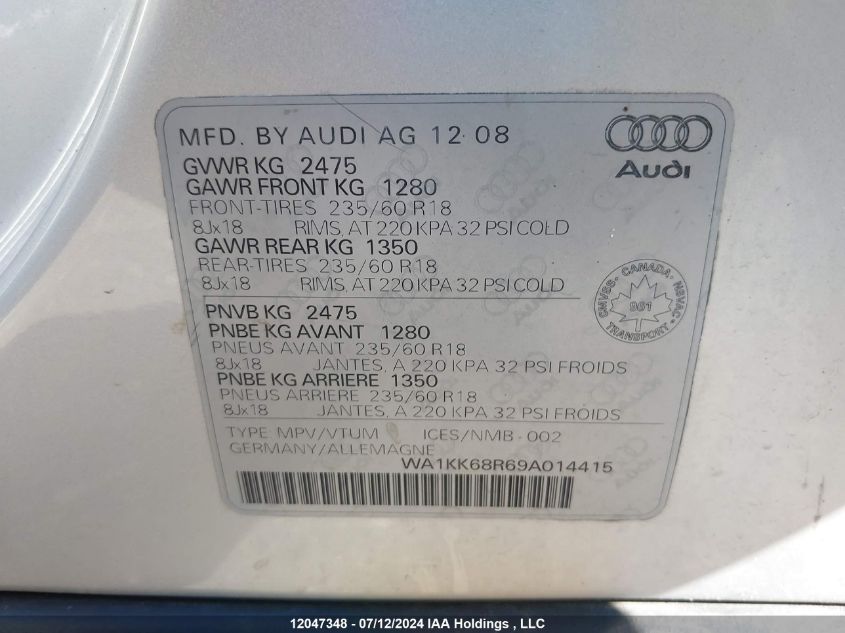 MFD. BY AUDI AG 12 08
Audi
GVWR KG 2475
GAWR FRONT KG 1280
FRONT-TIRES 235/60 R18
8Jx18 RIMS, AT 220 KPA 32 PSI COLD
GAWR REAR KG 1350
REAR-TIRES 235/60 R18
8Jx18 RIMS, AT 220 KPA 32 PSI COLD
CMVSS - CANADA - NSVAC
961
TRANSPORT
PNVB KG 2475
PNBE KG AVANT 1280
PNEUS AVANT 235/60 R18
8Jx18 JANTES, A 220 KPA 32 PSI FROIDS
PNBE KG ARRIERE 1350
PNEUS ARRIERE 235/60 R18
8Jx18 JANTES, A 220 KPA 32 PSI FROIDS
TYPE: MPV/VTUM ICES/NMB - 002
GERMANY/ALLEMAGNE
WA1KK68R69A014415
12047348 - 07/12/2024 IAA Holdings , LLC